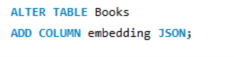 ALTER TABLE Books
ADD COLUMN embedding JSON;